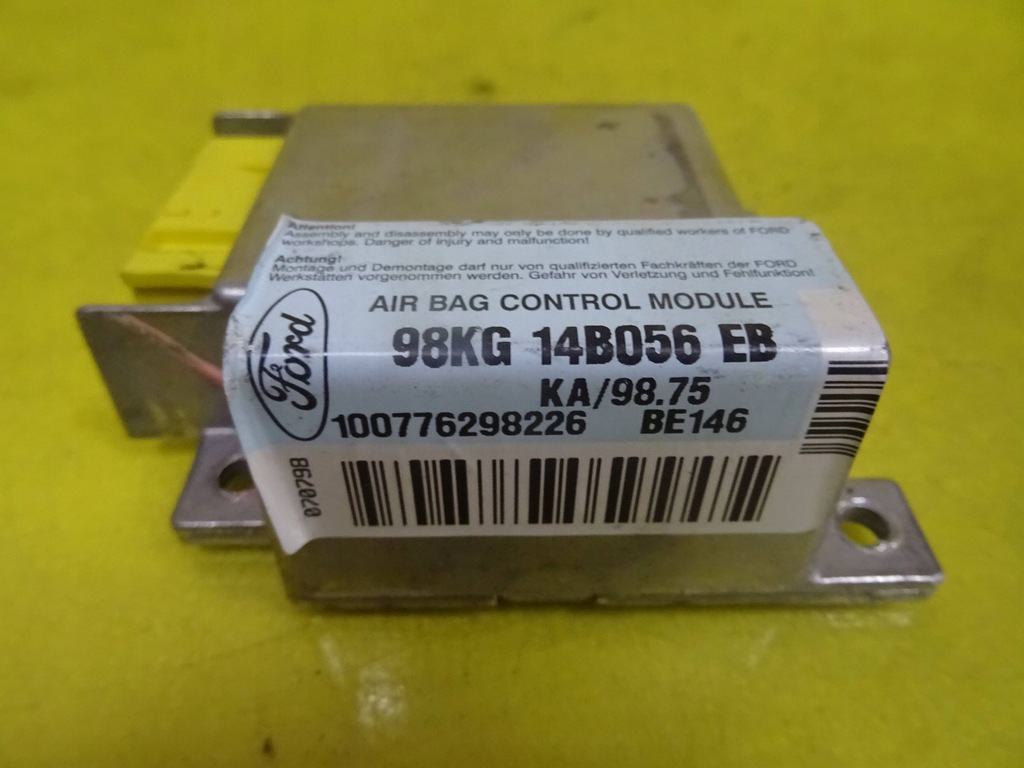 Attention!
Assembly and disassembly may only be done by qualified workers of FORD
workshops. Danger of injury and malfunction!
Achtung!
Montage und Demontage darf nur von qualifizierten Fachkräften der FORD
Werkstätten vorgenommen werden. Gefahr von Verletzung und Fehlfunktion!
AIR BAG CONTROL MODULE
Ford
98KG 14B056 EB
KA/98.75
100776298226 BE146
070798